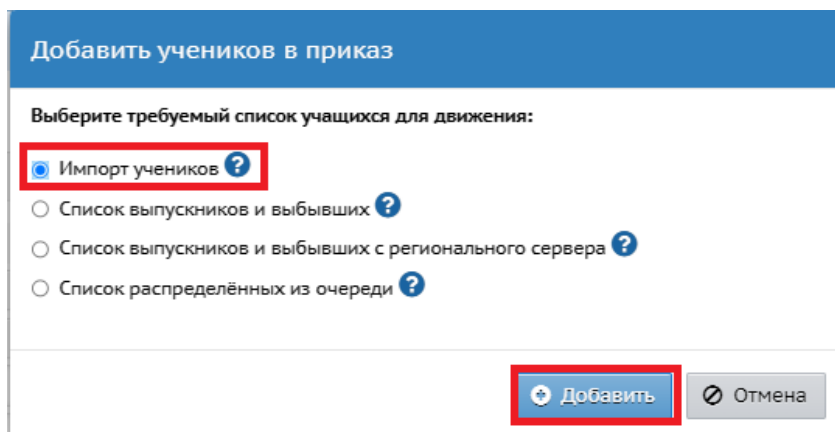 Добавить учеников в приказ
Выберите требуемый список учащихся для движения:
Импорт учеников ?
Список выпускников и выбывших ?
Список выпускников и выбывших с регионального сервера ?
Список распределённых из очереди ?
Добавить Отмена